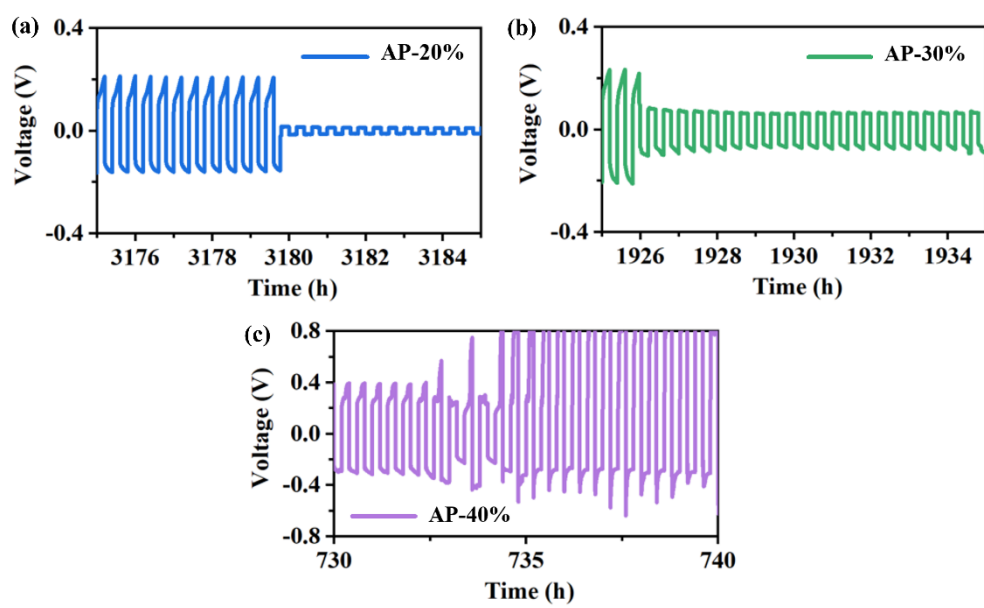 (a)
AP-20%
0.4
0.0
-0.4
Voltage (V)
3176 3178 3180 3182 3184
Time (h)
(b)
AP-30%
0.4
0.0
-0.4
Voltage (V)
1926 1928 1930 1932 1934
Time (h)
(c)
0.8
0.4
0.0
-0.4
-0.8
Voltage (V)
AP-40%
730 735 740
Time (h)